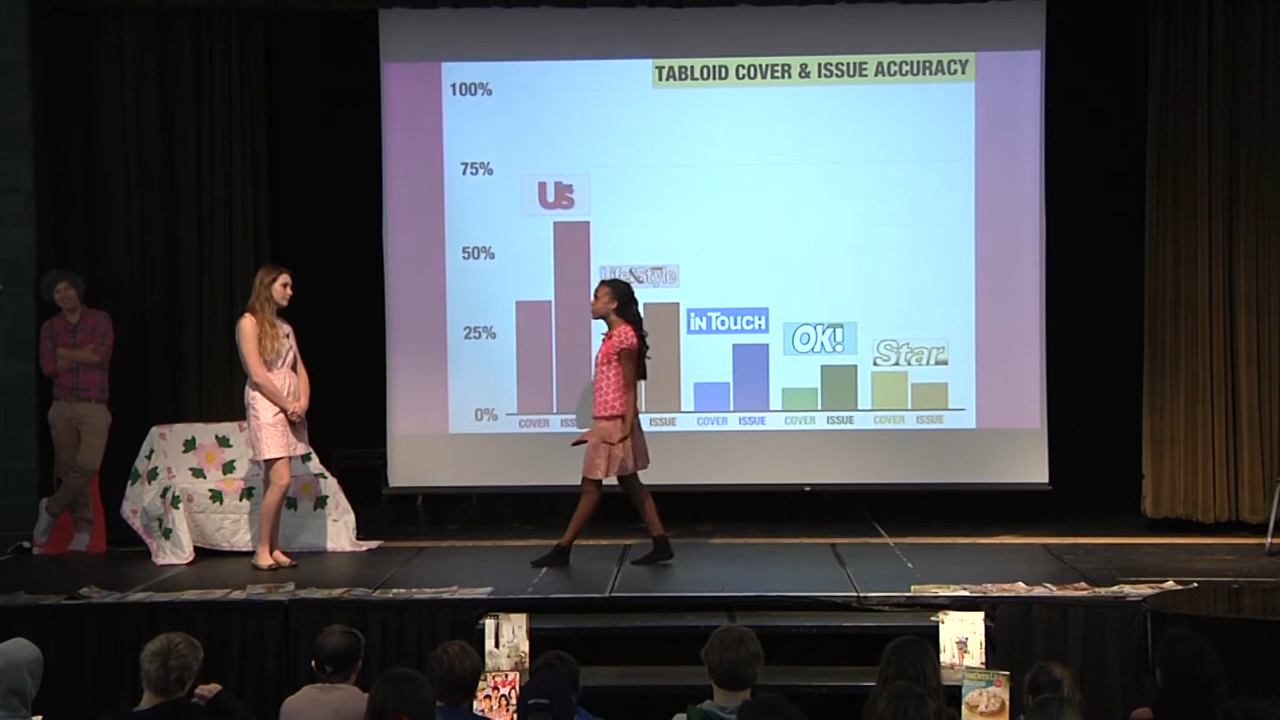 TABLOID COVER & ISSUE ACCURACY
100%
75%
50%
25%
0%
Us
Life&Style
inTOUCH
OK!
Star
COVER ISS
ISSUE
COVER ISSUE
COVER ISSUE
COVER ISSUE